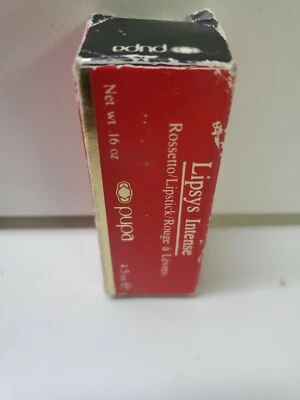 pupa
Lipsys Intense
Rossetto/Lipstick/Rouge à Lèvres
Net wt .16 oz
pupa